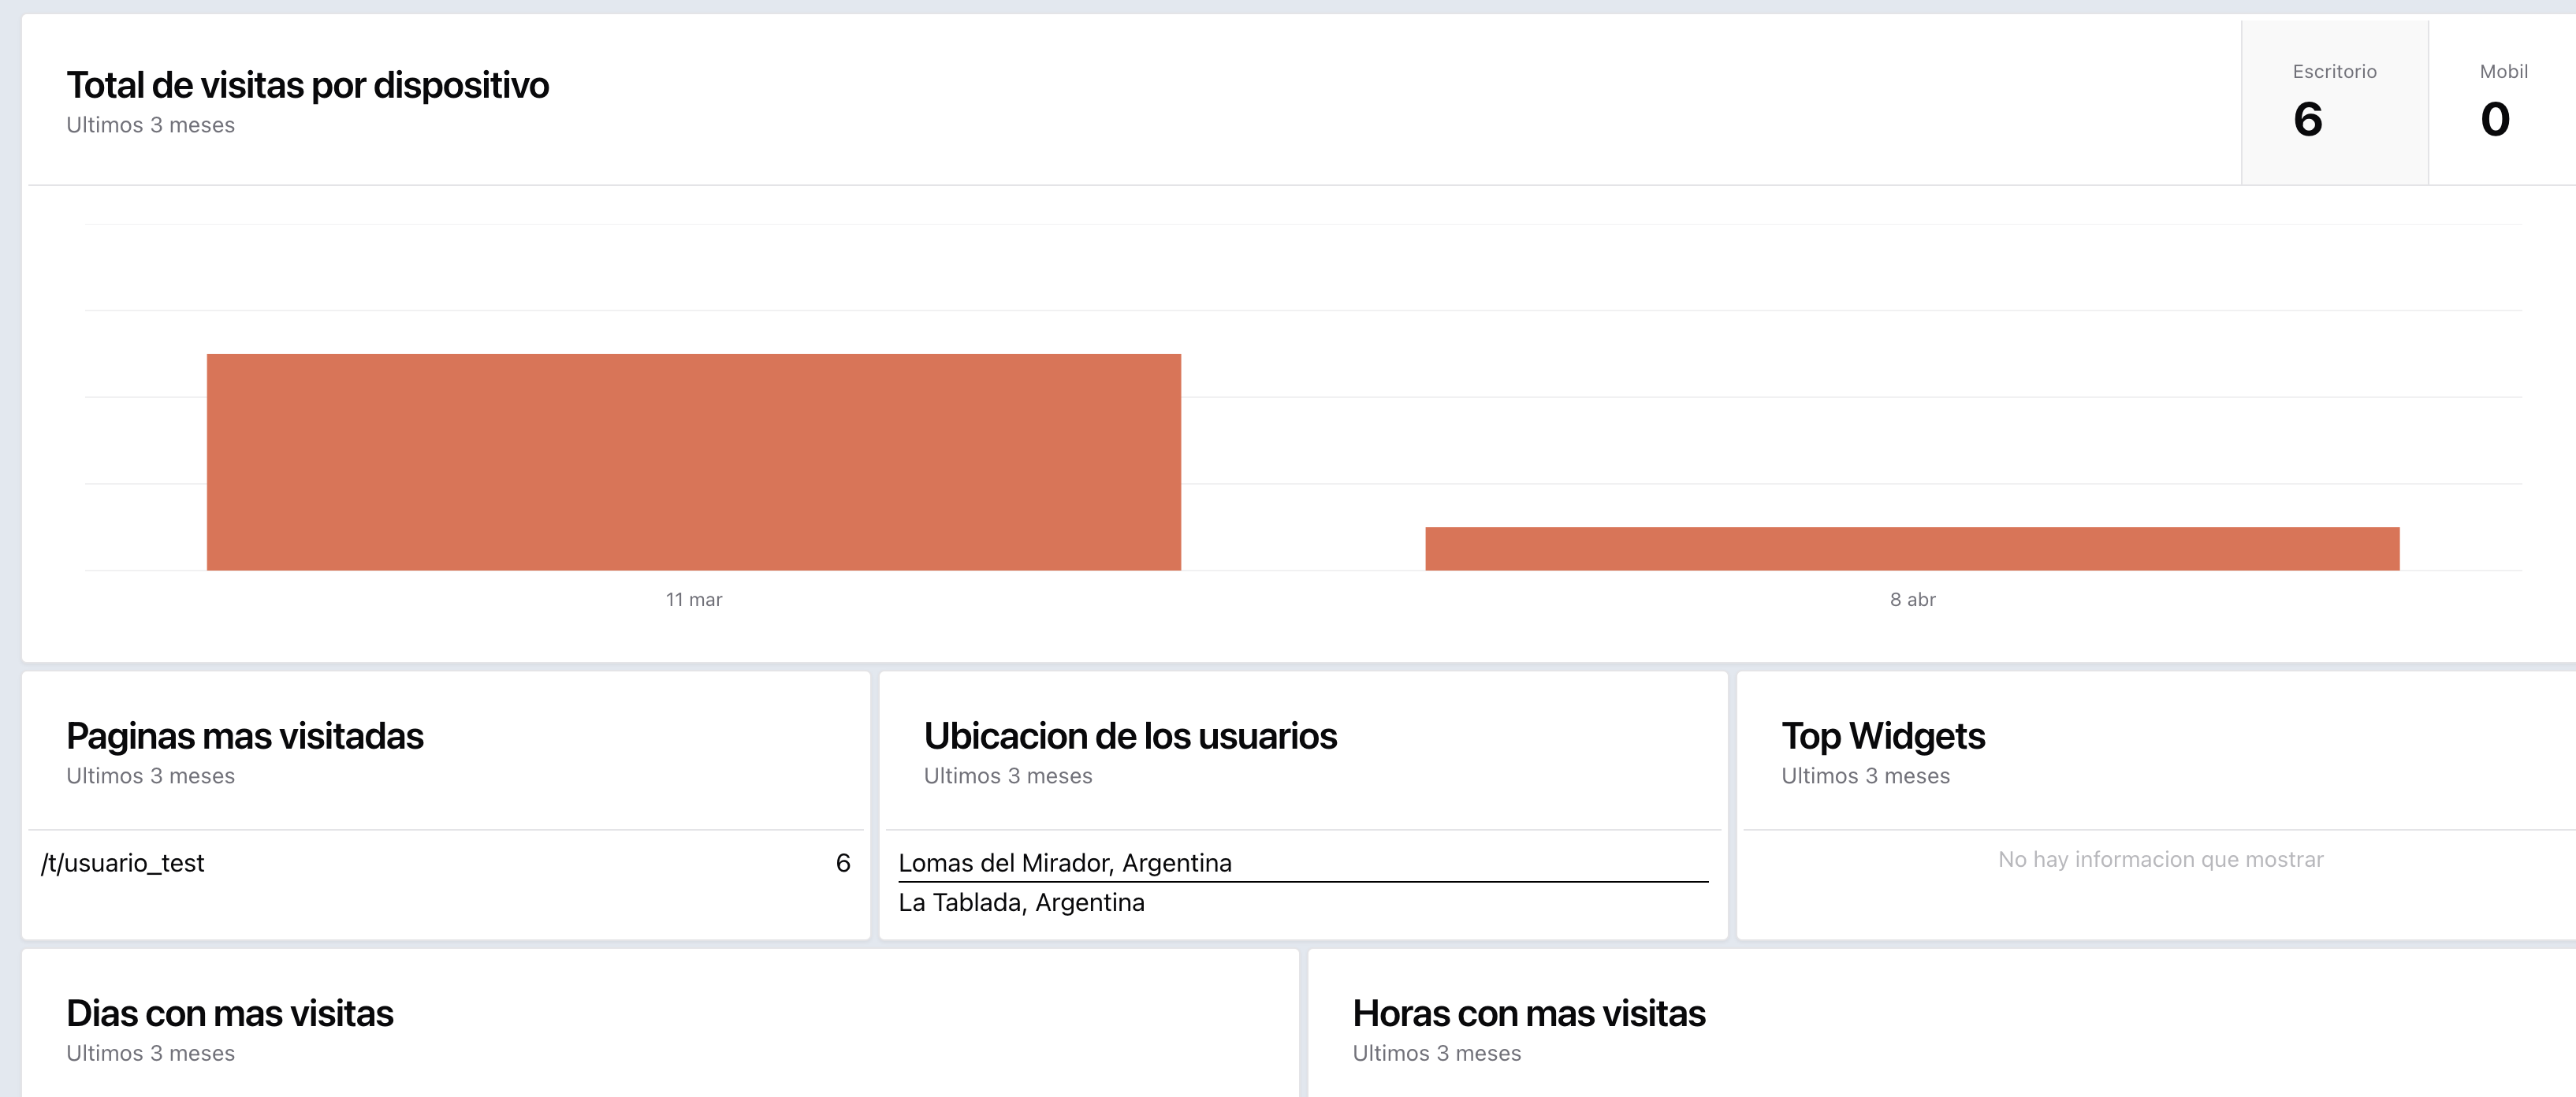 Total de visitas por dispositivo
Ultimos 3 meses
Escritorio
6
Mobil
0
11 mar
8 abr
Paginas mas visitadas
Ultimos 3 meses
/t/usuario_test 6
Ubicacion de los usuarios
Ultimos 3 meses
Lomas del Mirador, Argentina
La Tablada, Argentina
Top Widgets
Ultimos 3 meses
No hay informacion que mostrar
Dias con mas visitas
Ultimos 3 meses
Horas con mas visitas
Ultimos 3 meses